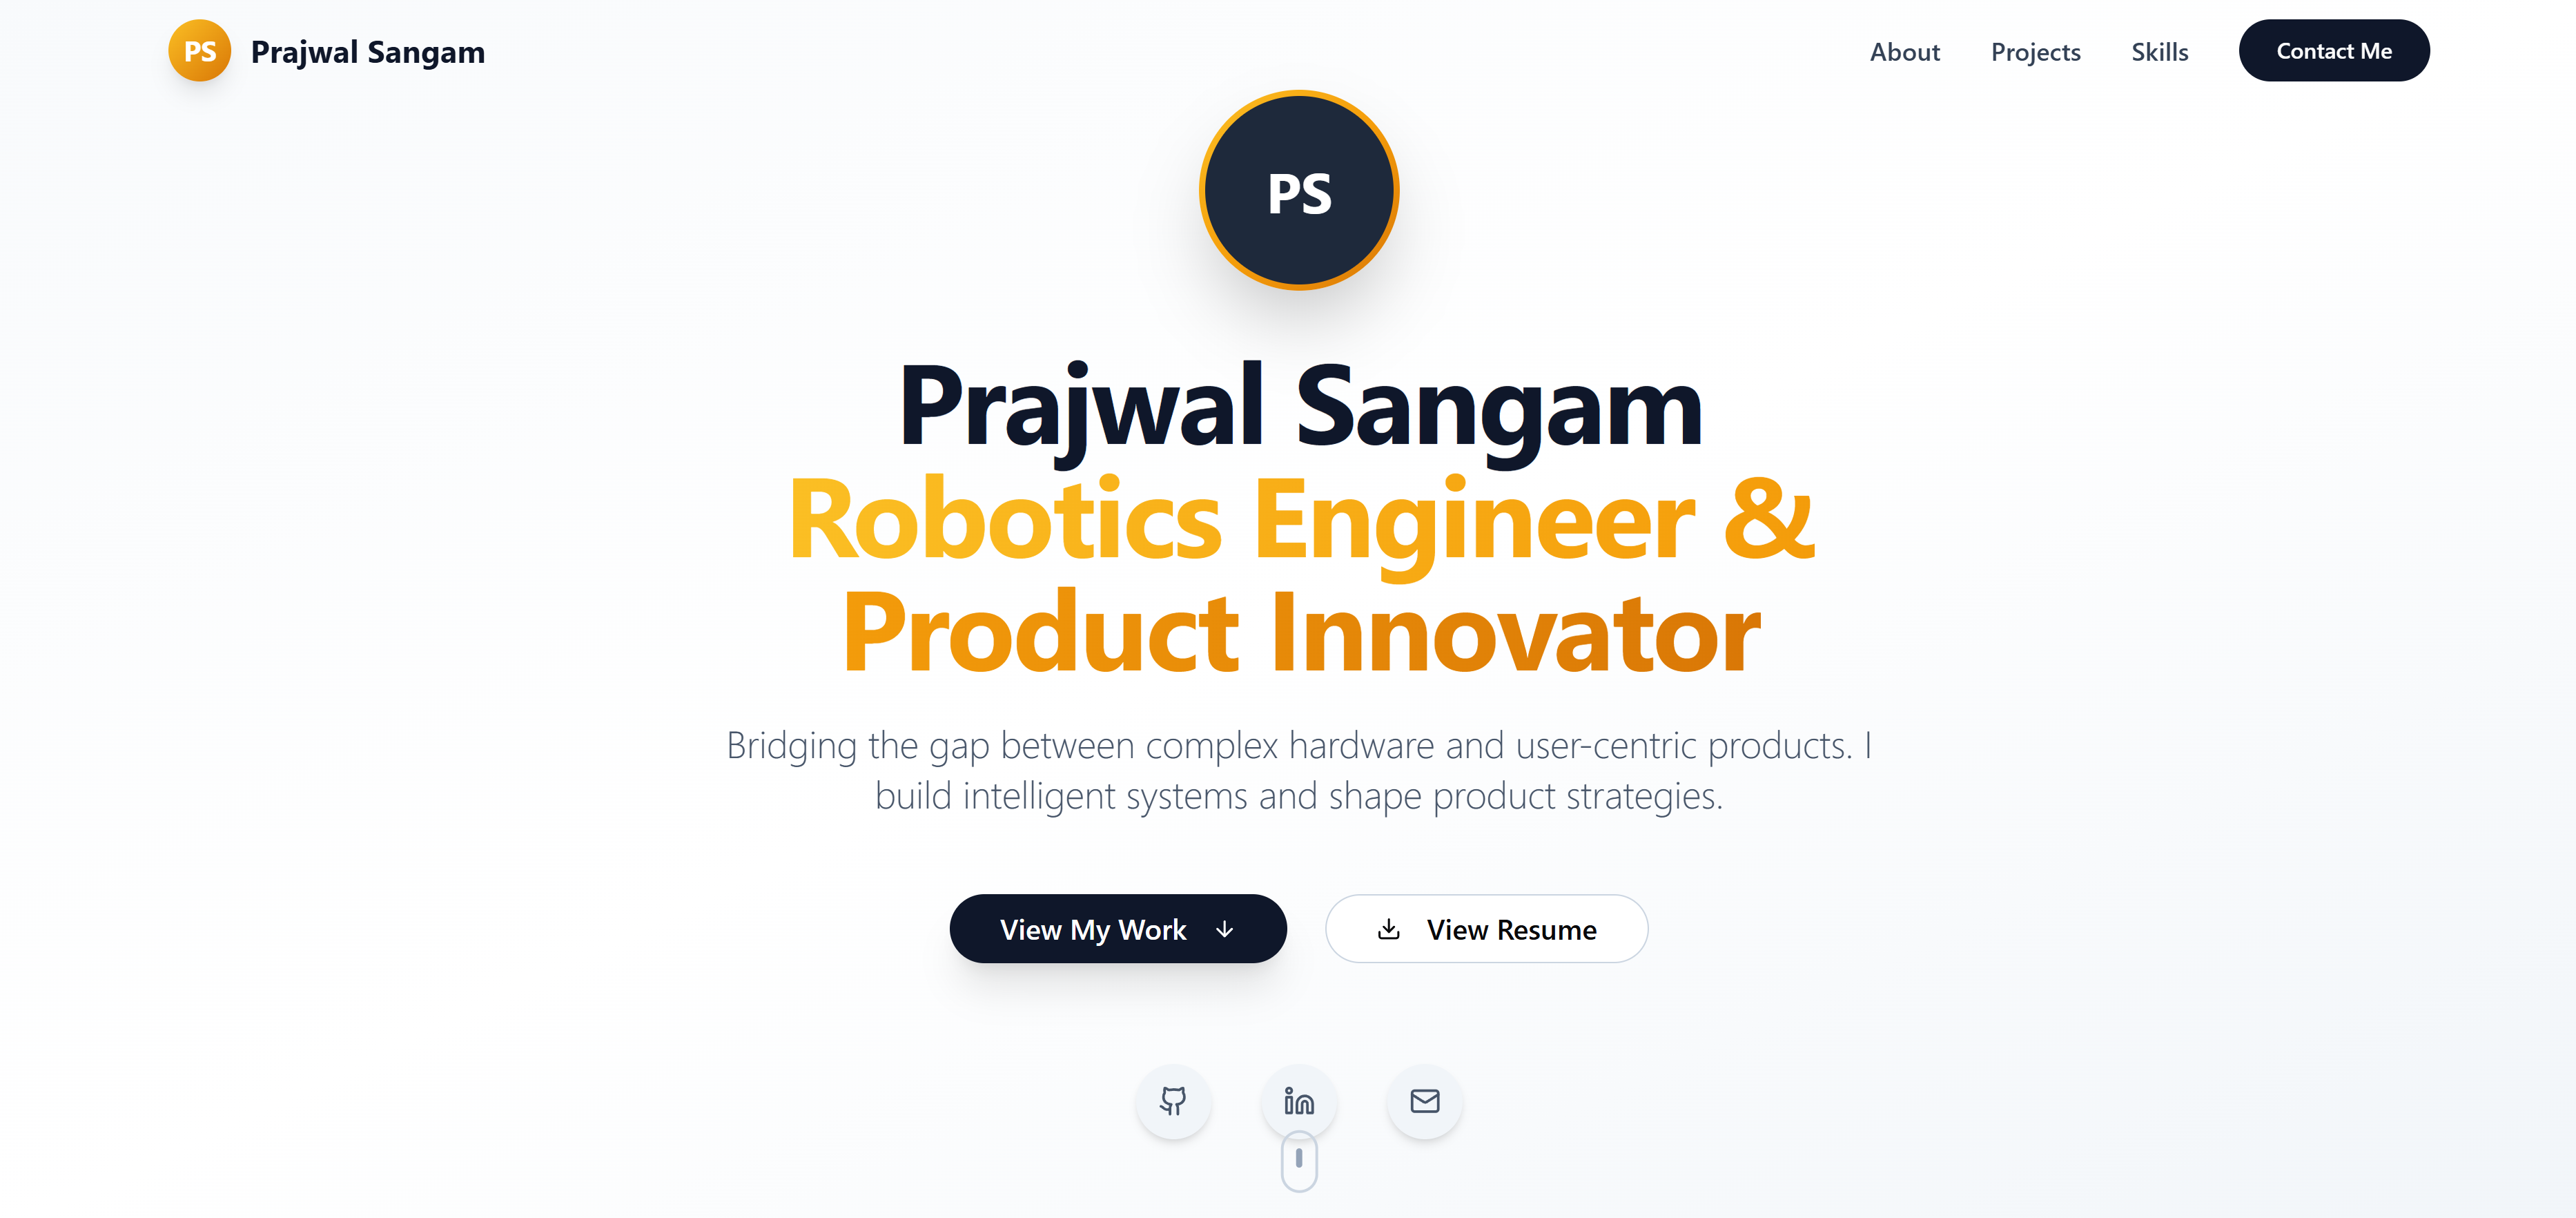 PS
Prajwal Sangam
About
Projects
Skills
Contact Me
PS
Prajwal Sangam
Robotics Engineer &
Product Innovator
Bridging the gap between complex hardware and user-centric products. I
build intelligent systems and shape product strategies.
View My Work
View Resume
in